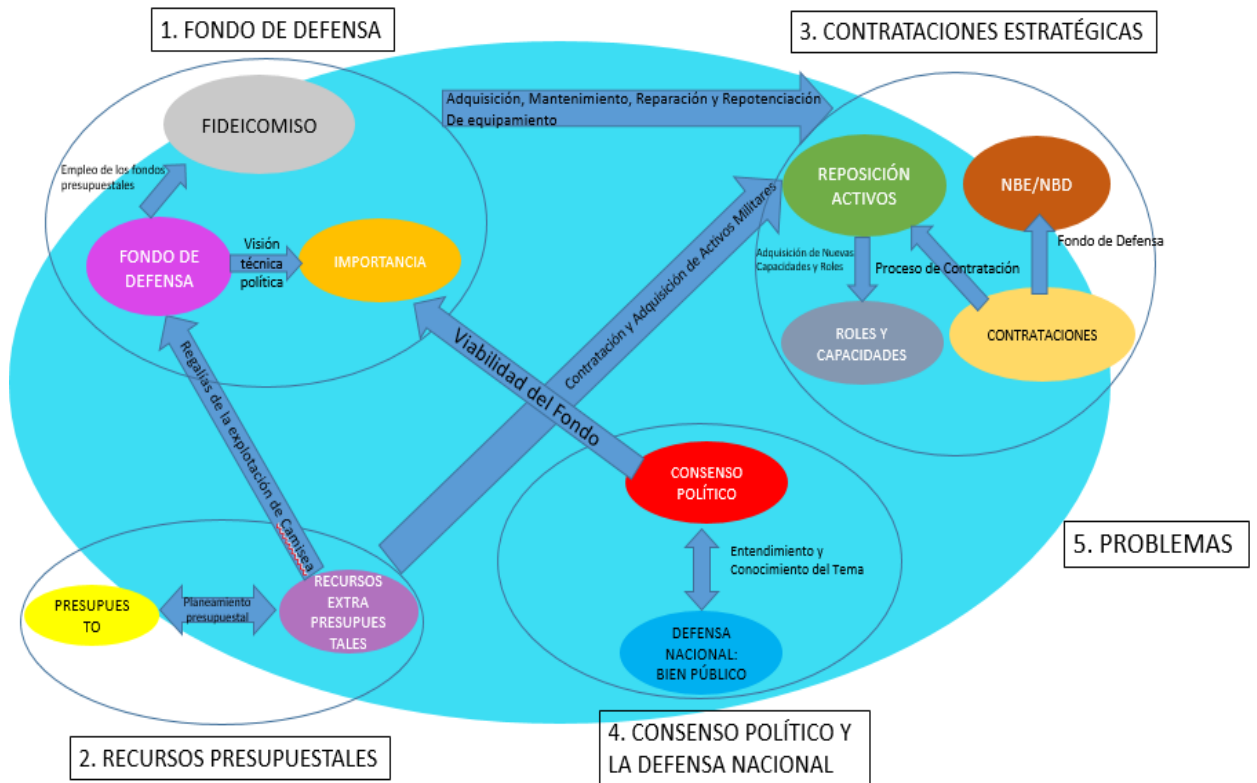 1. FONDO DE DEFENSA
3. CONTRATACIONES ESTRATÉGICAS
FIDEICOMISO
Empleo de los fondos
presupuestales
FONDO DE
DEFENSA
Visión
técnica
política
IMPORTANCIA
Adquisición, Mantenimiento, Reparación y Repotenciación
De equipamiento
REPOSICIÓN
ACTIVOS
NBE/NBD
Adquisición de Nuevas
Capacidades y Roles
Proceso de Contratación
Fondo de Defensa
ROLES Y
CAPACIDADES
CONTRATACIONES
Regalías de la explotación de Camisea
Viabilidad del Fondo
Contratación y Adquisición de Activos Militares
CONSENSO
POLÍTICO
Entendimiento y
Conocimiento del Tema
DEFENSA
NACIONAL:
BIEN PÚBLICO
5. PROBLEMAS
PRESUPUES
TO
Planeamiento
presupuestal
RECURSOS
EXTRA
PRESUPUES
TALES
2. RECURSOS PRESUPUESTALES
4. CONSENSO POLÍTICO Y
LA DEFENSA NACIONAL